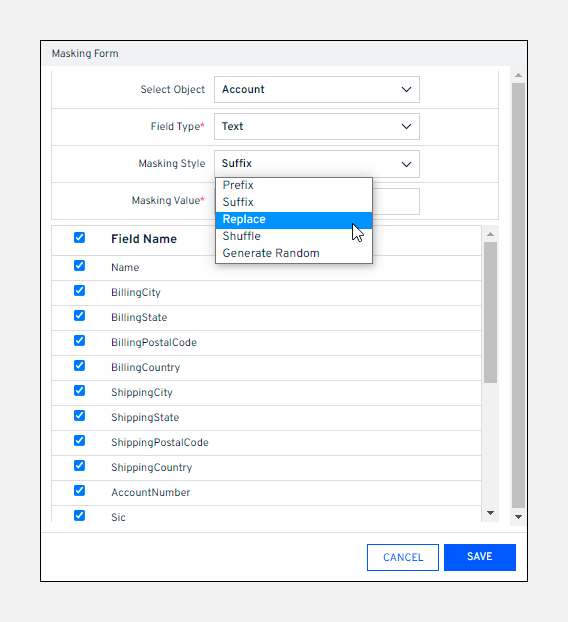 Masking Form
Select Object Account
Field Type* Text
Masking Style Suffix
Masking Value*
Prefix
Suffix
Replace
Shuffle
Generate Random
Field Name
Name
BillingCity
BillingState
BillingPostalCode
BillingCountry
ShippingCity
ShippingState
ShippingPostalCode
ShippingCountry
AccountNumber
Sic
CANCEL SAVE